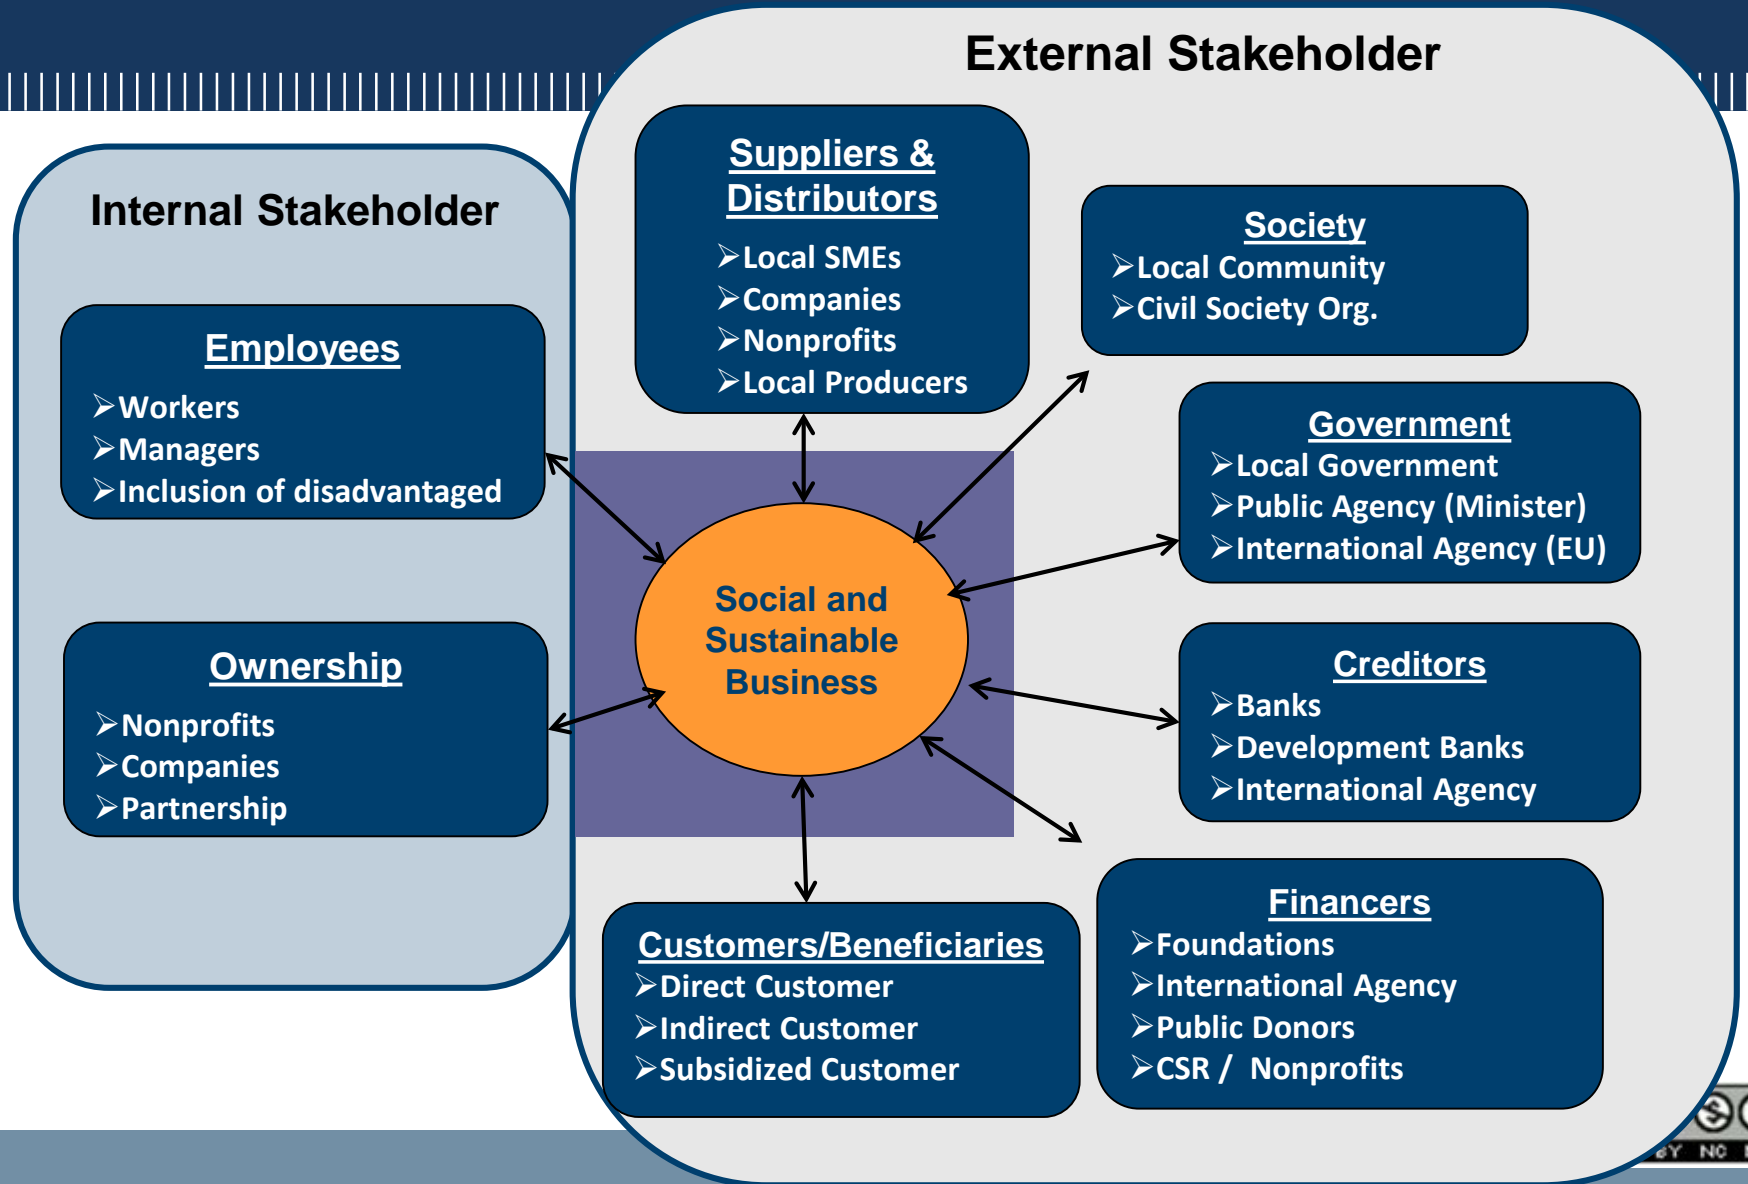 External Stakeholder
Internal Stakeholder
Suppliers &
Distributors
➢Local SMEs
➢Companies
➢Nonprofits
➢Local Producers
Society
➢Local Community
➢Civil Society Org.
Employees
➢Workers
➢Managers
➢Inclusion of disadvantaged
Government
➢Local Government
➢Public Agency (Minister)
➢International Agency (EU)
Social and
Sustainable
Business
Ownership
➢Nonprofits
➢Companies
➢Partnership
Creditors
➢Banks
➢Development Banks
➢International Agency
Customers/Beneficiaries
➢Direct Customer
➢Indirect Customer
➢Subsidized Customer
Financers
➢Foundations
➢International Agency
➢Public Donors
➢CSR / Nonprofits
BY NC